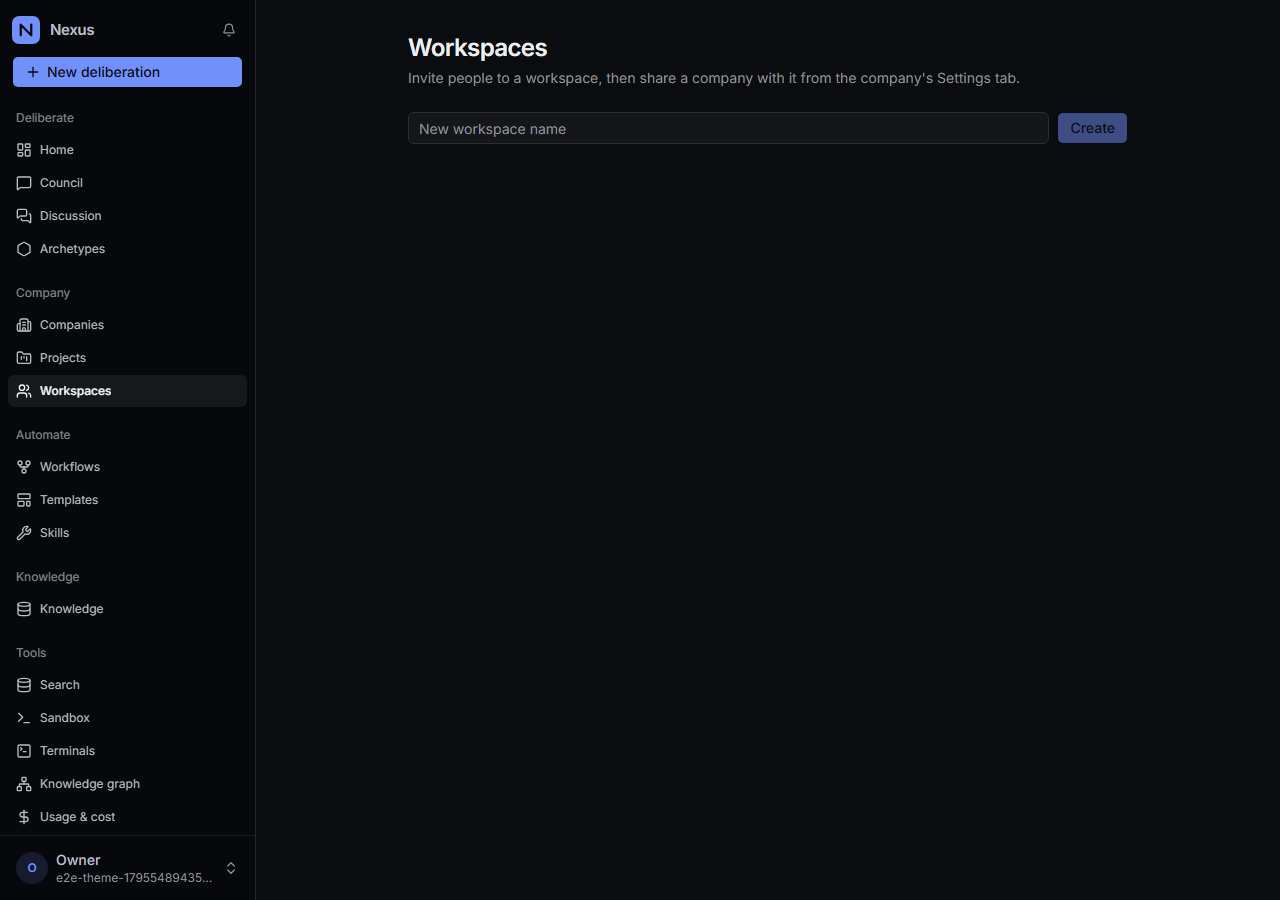 Nexus
New deliberation
Deliberate
Home
Council
Discussion
Archetypes
Company
Companies
Projects
Workspaces
Automate
Workflows
Templates
Skills
Knowledge
Knowledge
Tools
Search
Sandbox
Terminals
Knowledge graph
Usage & cost
O
Owner
e2e-theme-17955489435...
Workspaces
Invite people to a workspace, then share a company with it from the company's Settings tab.
New workspace name
Create